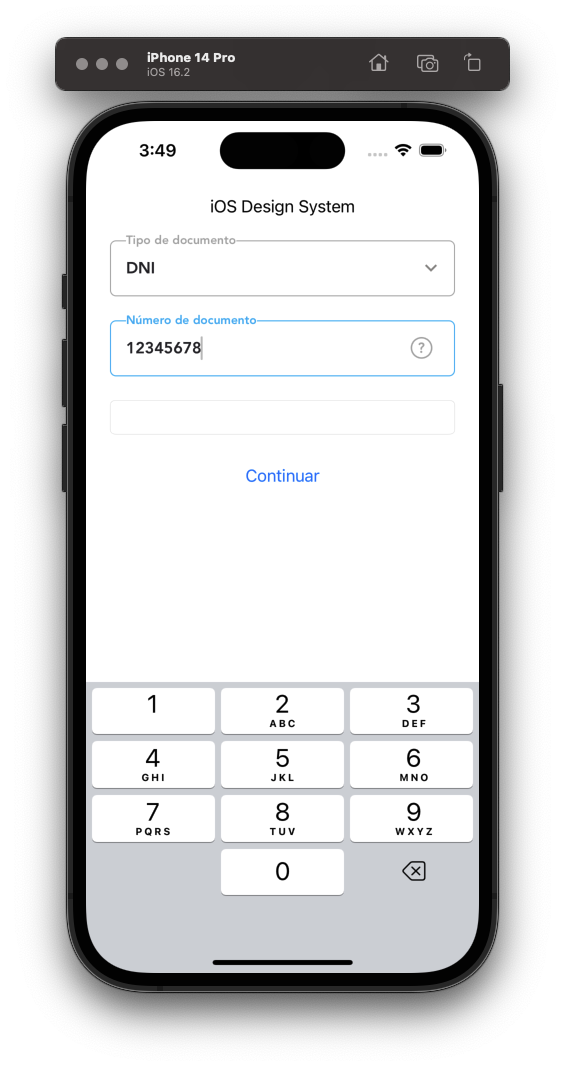 iPhone 14 Pro
iOS 16.2
3:49
iOS Design System
Tipo de documento
DNI
Número de documento
12345678
?
Continuar
1
2
ABC
3
DEF
4
GHI
5
JKL
6
MNO
7
PQRS
8
TUV
9
WXYZ
0